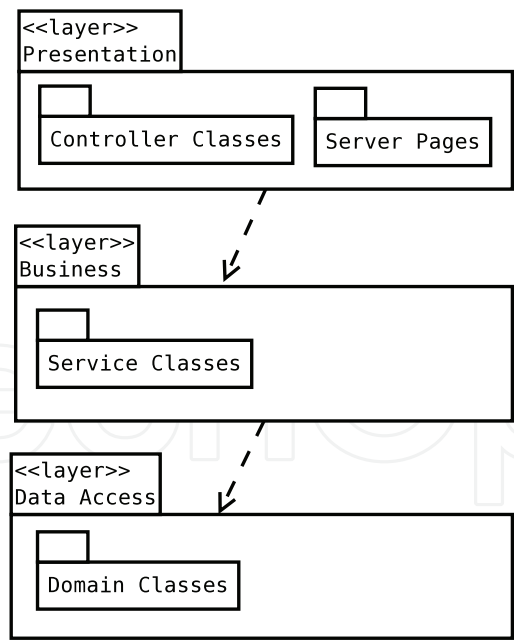 <<layer>>
Presentation
Controller Classes
Server Pages
<<layer>>
Business
Service Classes
<<layer>>
Data Access
Domain Classes